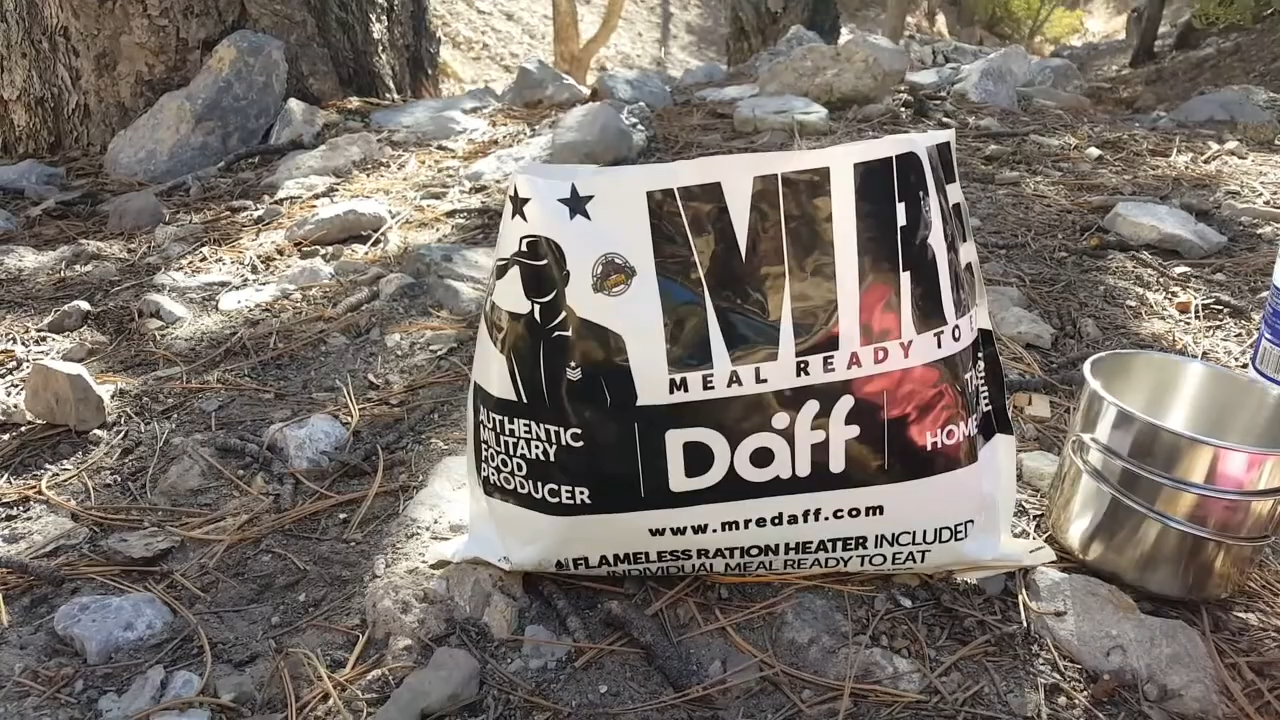 MRE
MEAL READY TO E
AUTHENTIC
MILITARY
FOOD
PRODUCER
Daff
HOME
www.mredaff.com
FLAMELESS RATION HEATER INCLUDED
INDIVIDUAL MEAL READY TO EAT